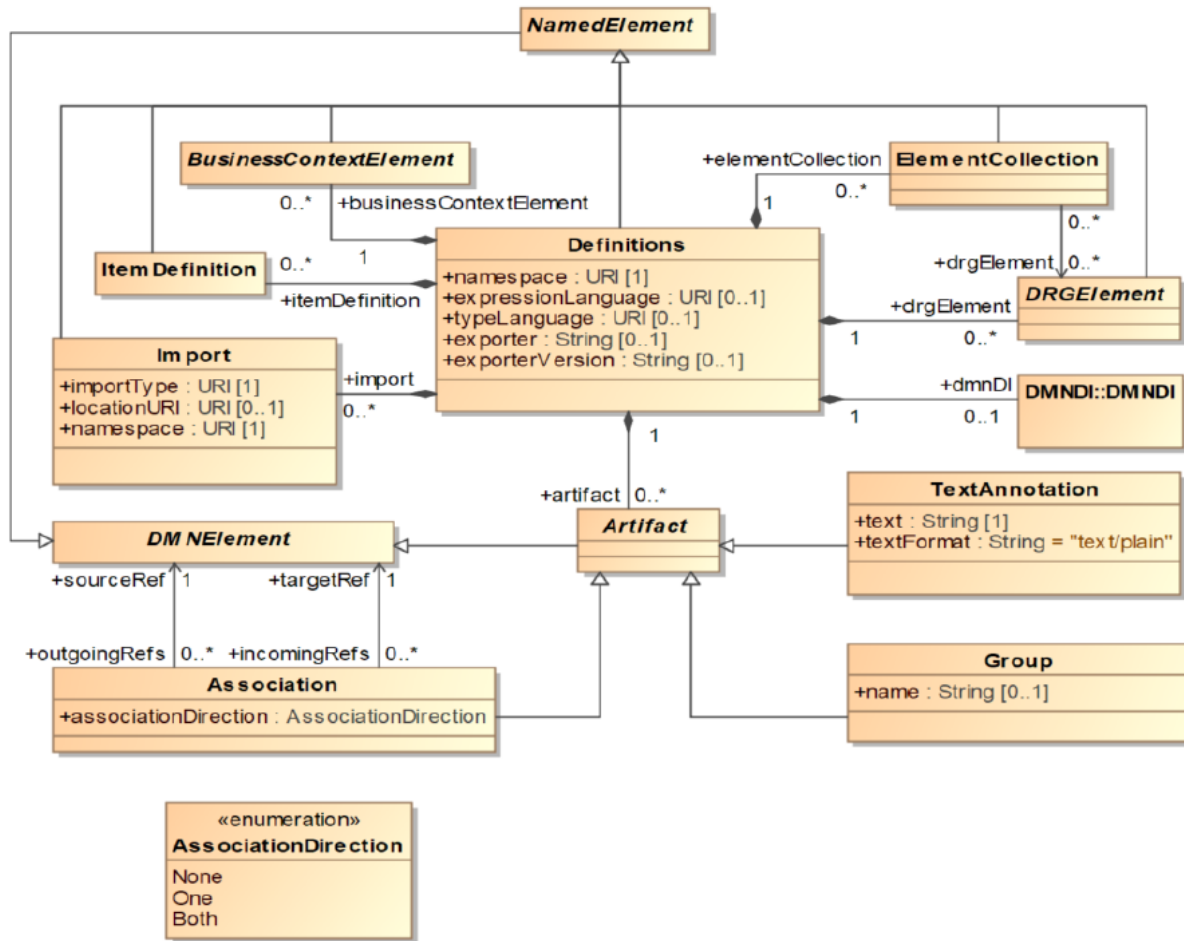 NamedElement
BusinessContextElement
0..*
+businessContextElement
1
+elementCollection
0..*
1
ElementCollection
0..*
+drgElement
0..*
ItemDefinition
0..*
+itemDefinition
Definitions
+namespace : URI [1]
+expressionLanguage : URI [0..1]
+typeLanguage : URI [0..1]
+exporter : String [0..1]
+exporterVersion : String [0..1]
+drgElement
1
0..*
DRGElement
Import
+importType : URI [1]
+locationURI : URI [0..1]
+namespace : URI [1]
+import
0..*
+dmnDI
1
0..1
DMNDI::DMNDI
1
+artifact
0..*
Artifact
TextAnnotation
+text : String [1]
+textFormat : String = "text/plain"
DMNElement
+sourceRef
1
+targetRef
1
+outgoingRefs
0..*
+incomingRefs
0..*
Association
+associationDirection : AssociationDirection
Group
+name : String [0..1]
«enumeration»
AssociationDirection
None
One
Both